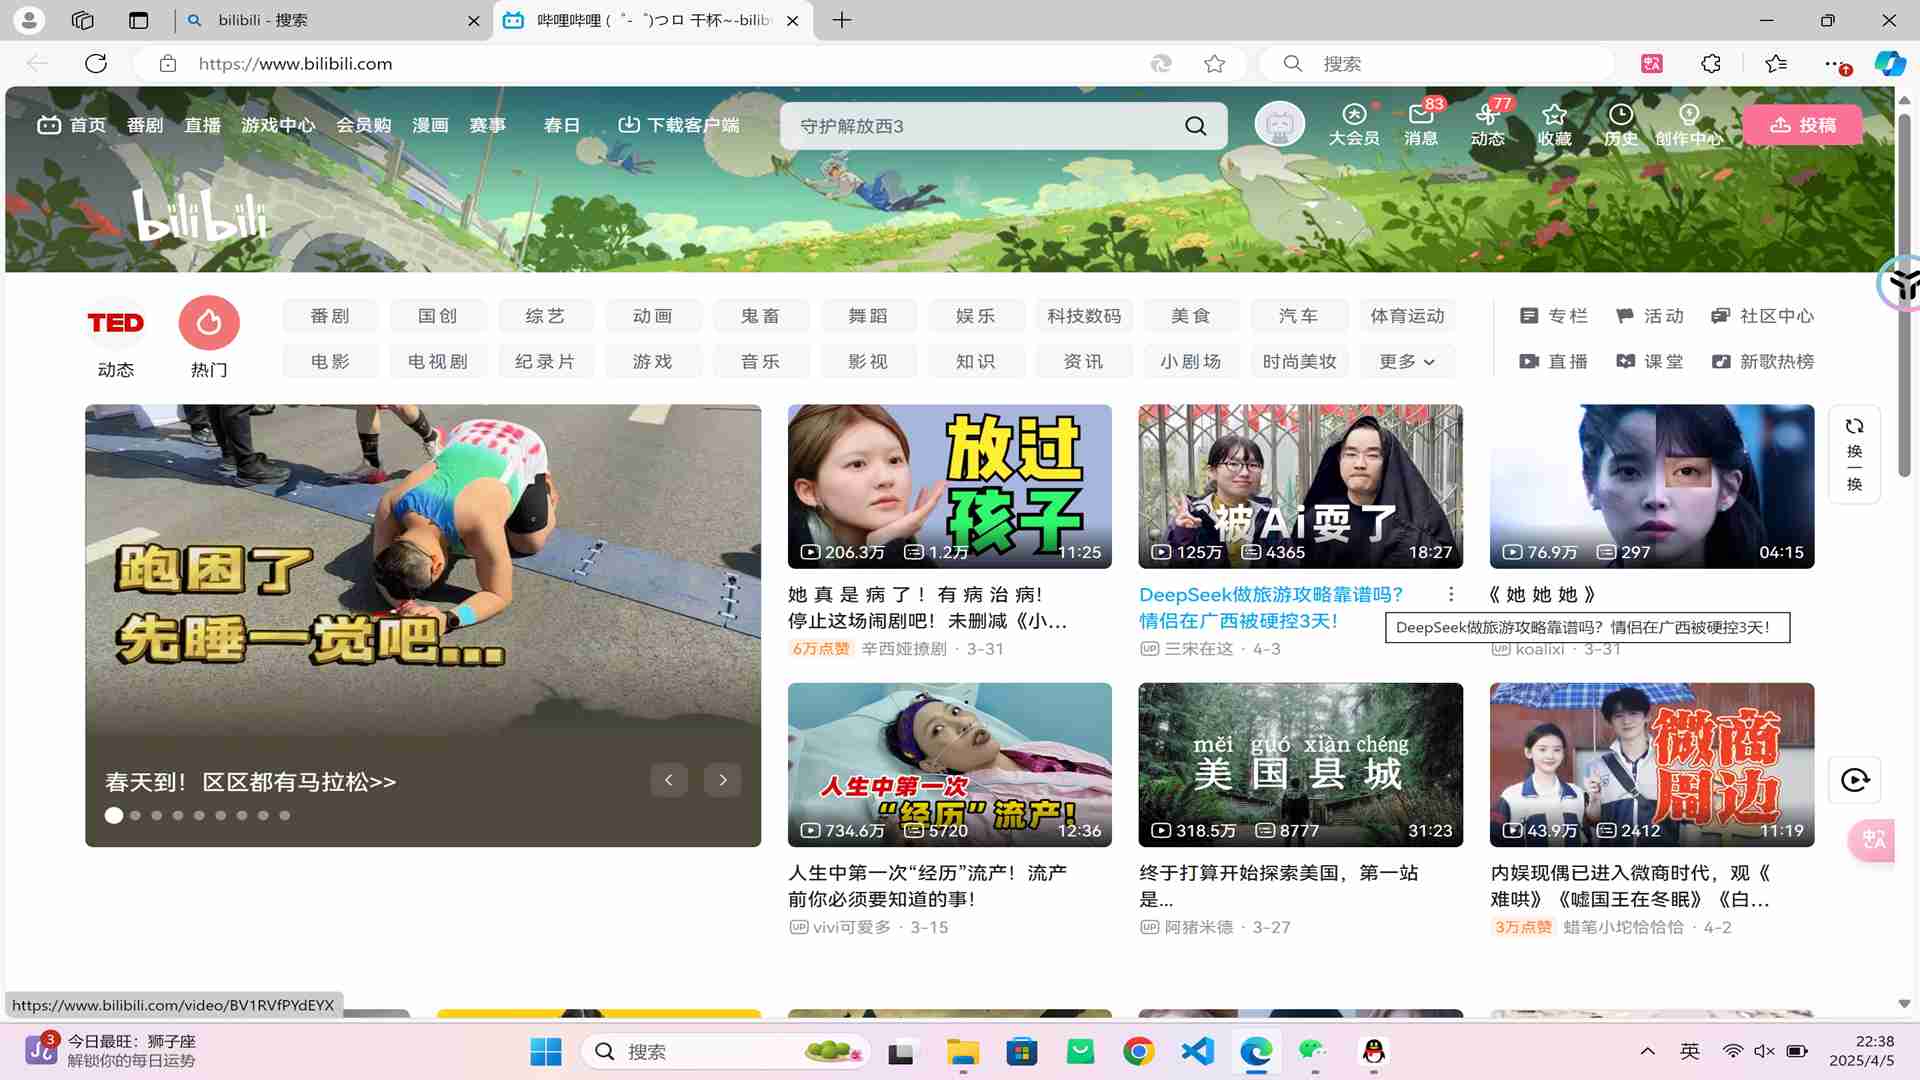 bilibili - 搜索
哔哩哔哩 (゜-゜)つロ 干杯~-bilib
https://www.bilibili.com
搜索
首页 番剧 直播 游戏中心 会员购 漫画 赛事 春日 下载客户端
守护解放西3
大会员 83 消息 77 动态 收藏 历史 创作中心 投稿
bilibili
TED
动态
热门
番剧 国创 综艺 动画 鬼畜 舞蹈 娱乐 科技数码 美食 汽车 体育运动
电影 电视剧 纪录片 游戏 音乐 影视 知识 资讯 小剧场 时尚美妆 更多
专栏 活动 社区中心
直播 课堂 新歌热榜
跑困了
先睡一觉吧...
春天到！区区都有马拉松>>
放过
孩子
206.3万 1.2万 11:25
她 真 是 病 了！有 病 治 病！
停止这场闹剧吧！未删减《小...
6万点赞 辛西娅撩剧 · 3-31
被Ai耍了
125万 4365 18:27
DeepSeek做旅游攻略靠谱吗？
情侣在广西被硬控3天！
UP 三宋在这 · 4-3
76.9万 297 04:15
《 她 她 她 》
DeepSeek做旅游攻略靠谱吗？情侣在广西被硬控3天！
UP koalixi · 3-31
换
一
换
人生中第一次
“经历”流产！
734.6万 5720 12:36
人生中第一次“经历”流产！流产
前你必须要知道的事！
UP vivi可爱多 · 3-15
měi guó xiàn chéng
美 国 县 城
318.5万 8777 31:23
终于打算开始探索美国，第一站
是...
UP 阿猪米德 · 3-27
微商
周边
43.9万 2412 11:19
内娱现偶已进入微商时代，观《
难哄》《嘘国王在冬眠》《白...
3万点赞 蜡笔小坨恰恰恰 · 4-2
https://www.bilibili.com/video/BV1RVfPYdEYX
3
今日最旺：狮子座
解锁你的每日运势
搜索
英
22:38
2025/4/5